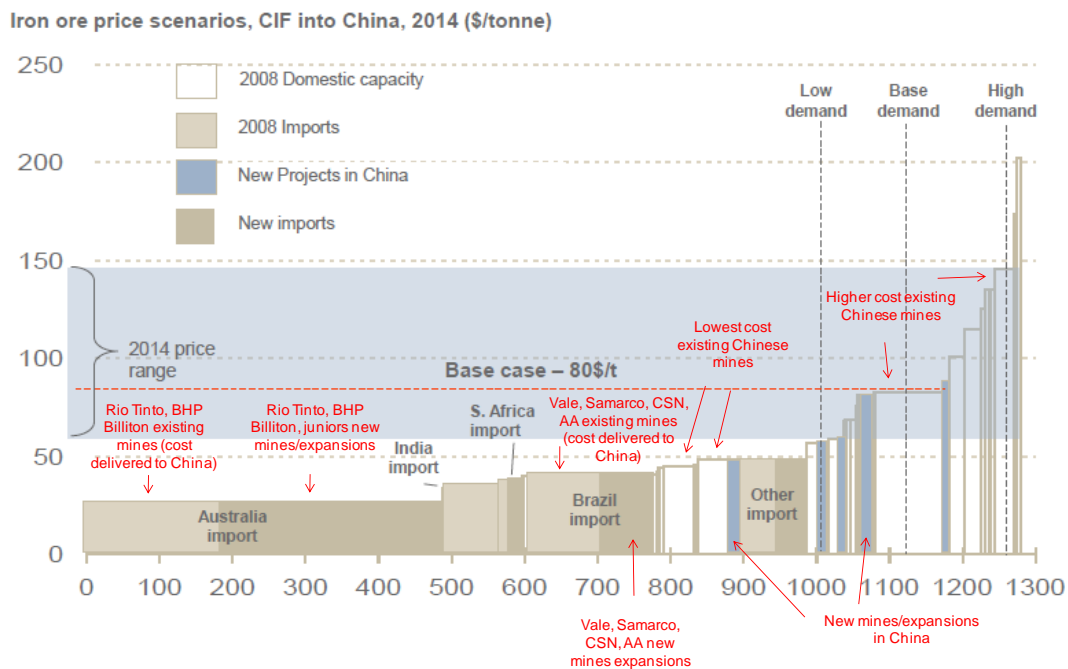 Iron ore price scenarios, CIF into China, 2014 ($/tonne)
250
200
150
100
50
0
2008 Domestic capacity
2008 Imports
New Projects in China
New imports
Low
demand
Base
demand
High
demand
2014 price
range
Base case – 80$/t
Higher cost existing
Chinese mines
Lowest cost
existing Chinese
mines
Rio Tinto, BHP
Billiton existing
mines (cost
delivered to China)
Rio Tinto, BHP
Billiton, juniors new
mines/expansions
India
import
S. Africa
import
Vale, Samarco, CSN,
AA existing mines
(cost delivered to
China)
Australia
import
Brazil
import
Other
import
0 100 200 300 400 500 600 700 800 900 1000 1100 1200 1300
Vale, Samarco,
CSN, AA new
mines expansions
New mines/expansions
in China